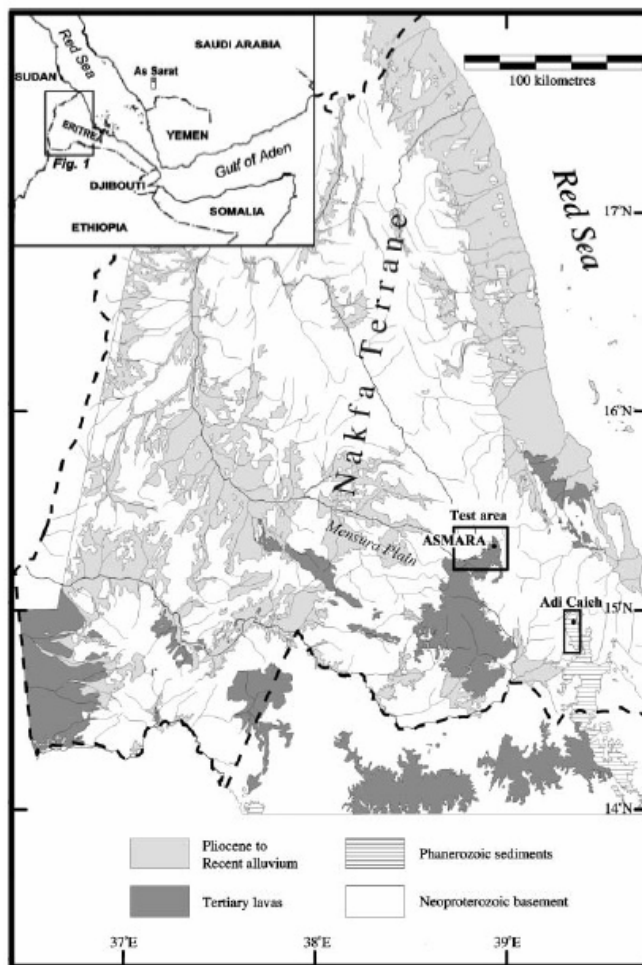 SAUDI ARABIA
Red Sea
SUDAN
As Sarat
ERITREA
YEMEN
Fig. 1
Gulf of Aden
DJIBOUTI
SOMALIA
ETHIOPIA
100 kilometres
Red Sea
17°N
Nakfa Terrane
16°N
Test area
ASMARA
Mensura Plain
15°N
Adi Caieh
14°N
Pliocene to
Recent alluvium
Phanerozoic sediments
Tertiary lavas
Neoproterozoic basement
37°E
38°E
39°E